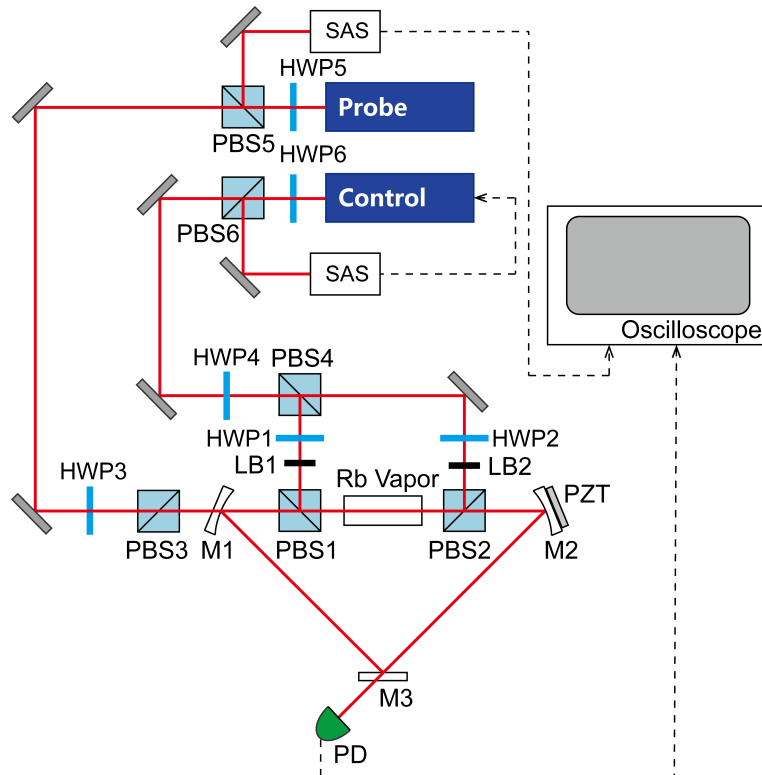 SAS
HWP5
Probe
PBS5
HWP6
Control
PBS6
SAS
Oscilloscope
HWP4
PBS4
HWP1
HWP2
LB1
LB2
Rb Vapor
HWP3
PZT
PBS3
M1
PBS1
PBS2
M2
M3
PD